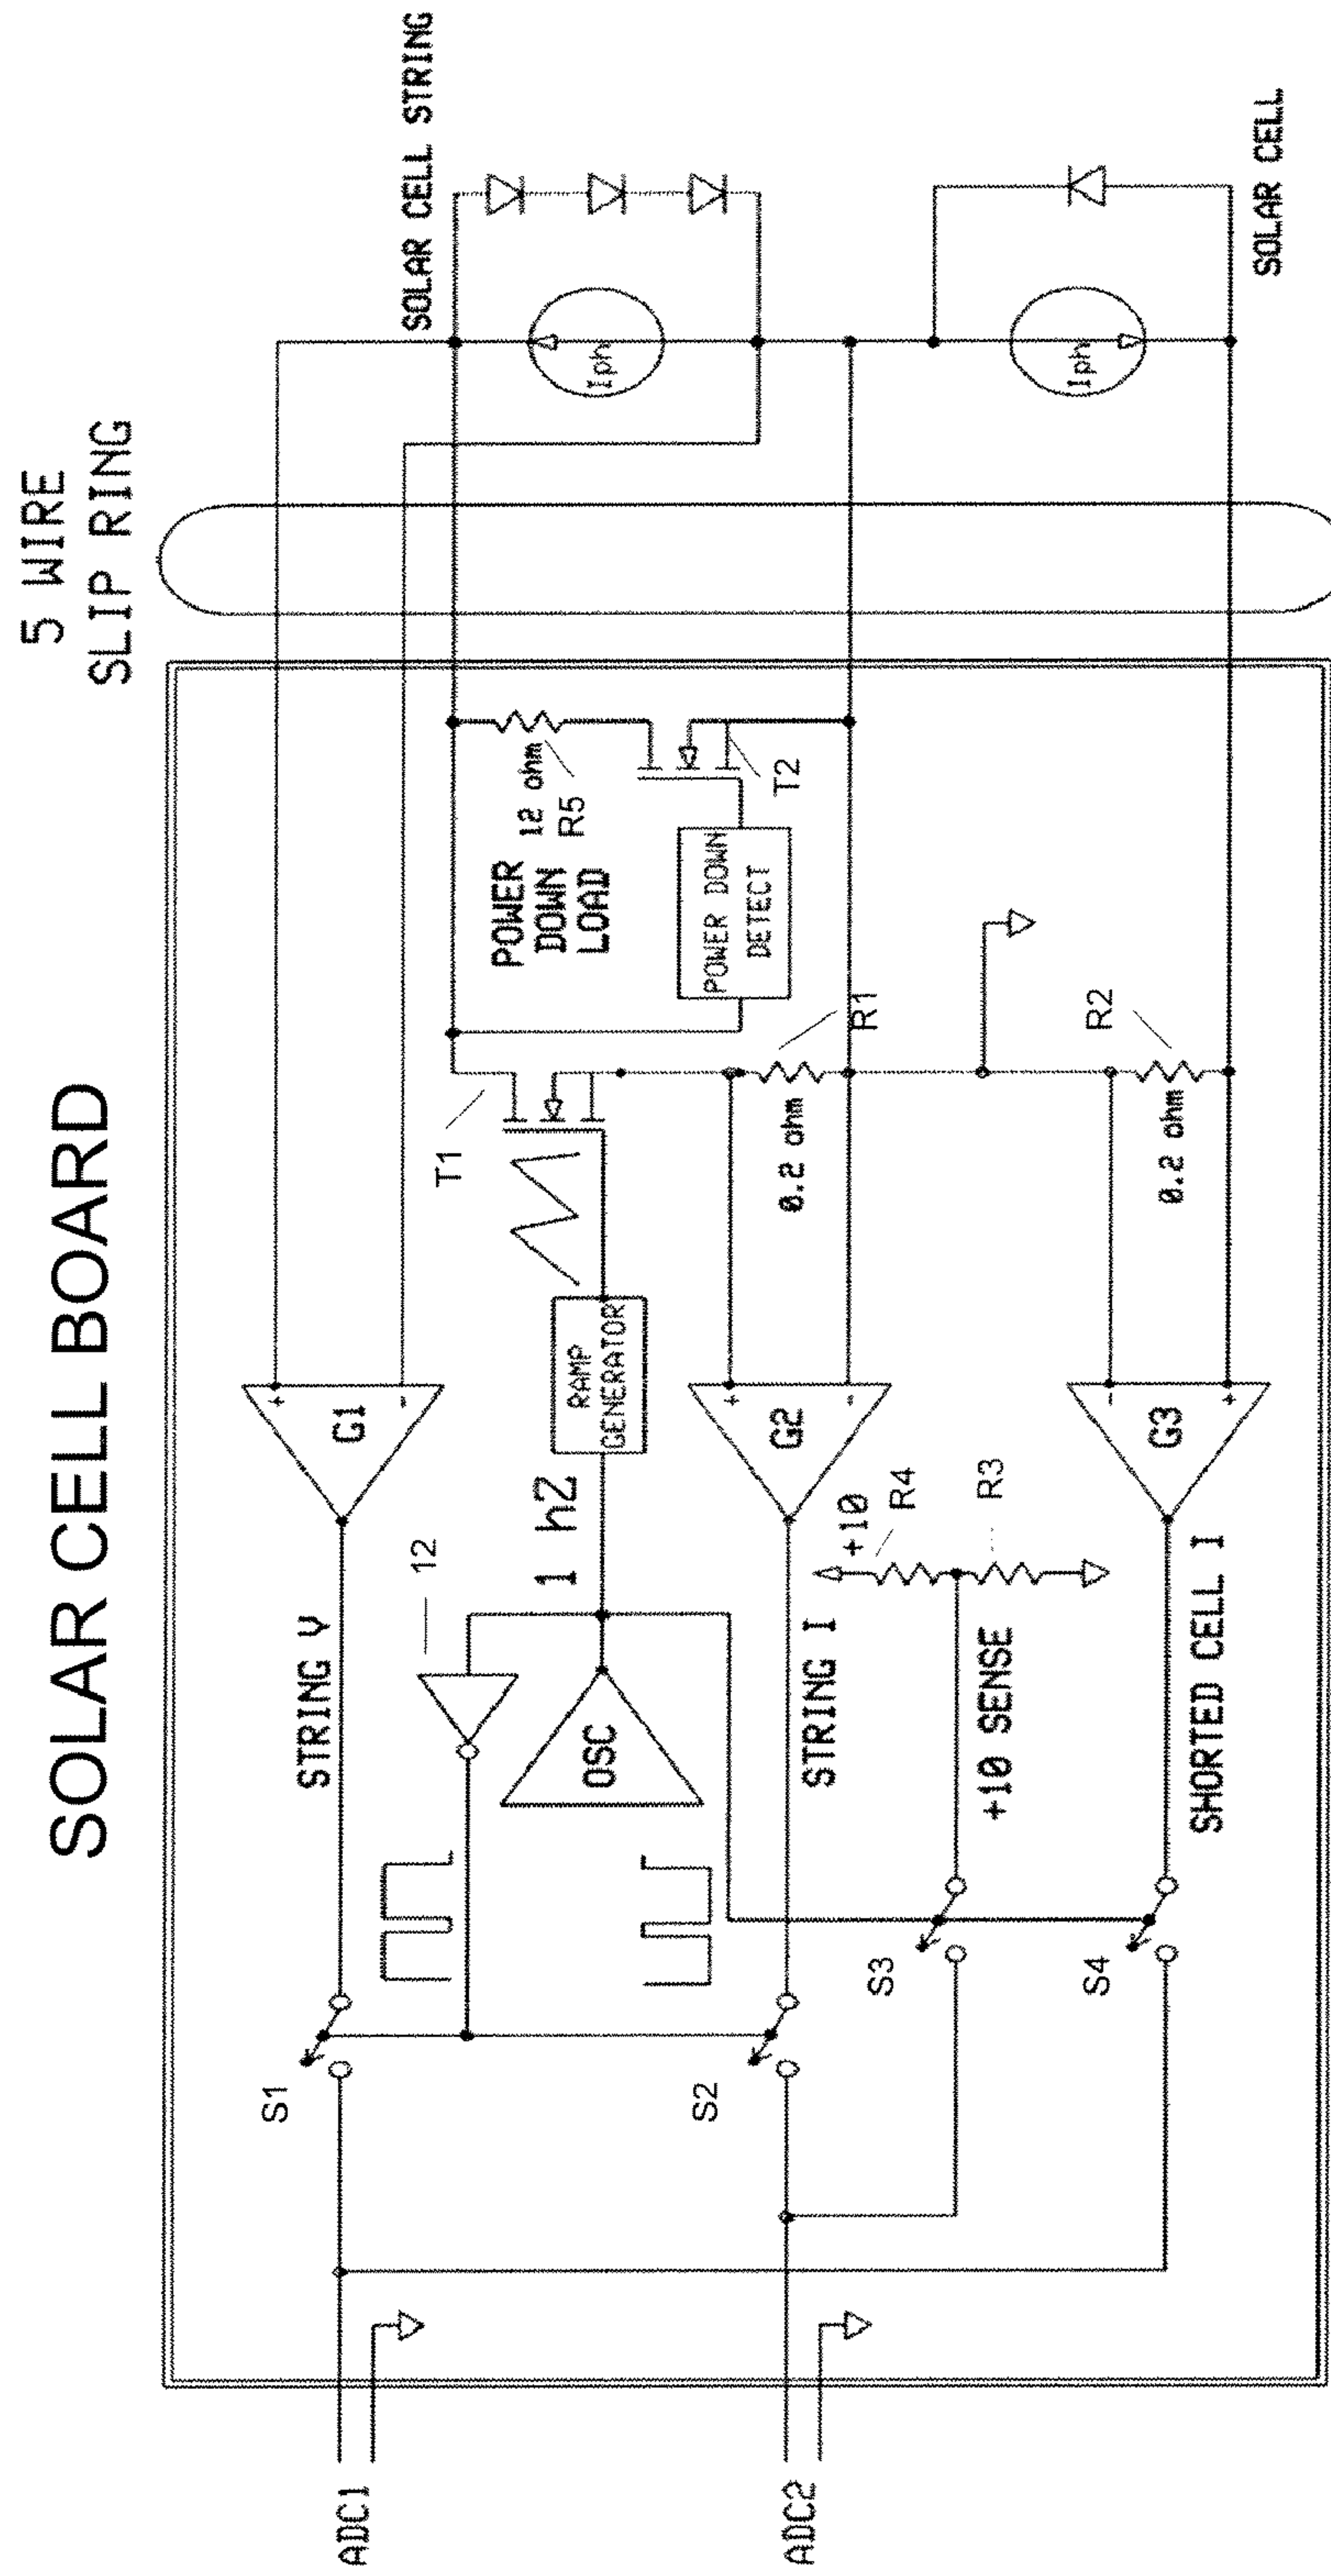 SOLAR CELL BOARD
5 WIRE
SLIP RING
SOLAR CELL STRING
Iph
Iph
SOLAR CELL
ADC1
ADC2
S1
S2
S3
S4
STRING V
12
OSC
1 hZ
RAMP
GENERATOR
T1
G1
+
-
POWER
DOWN
LOAD
12 ohm
R5
POWER DOWN
DETECT
T2
STRING I
G2
+
-
0.2 ohm
R1
+10
R4
R3
+10 SENSE
SHORTED CELL I
G3
-
+
0.2 ohm
R2